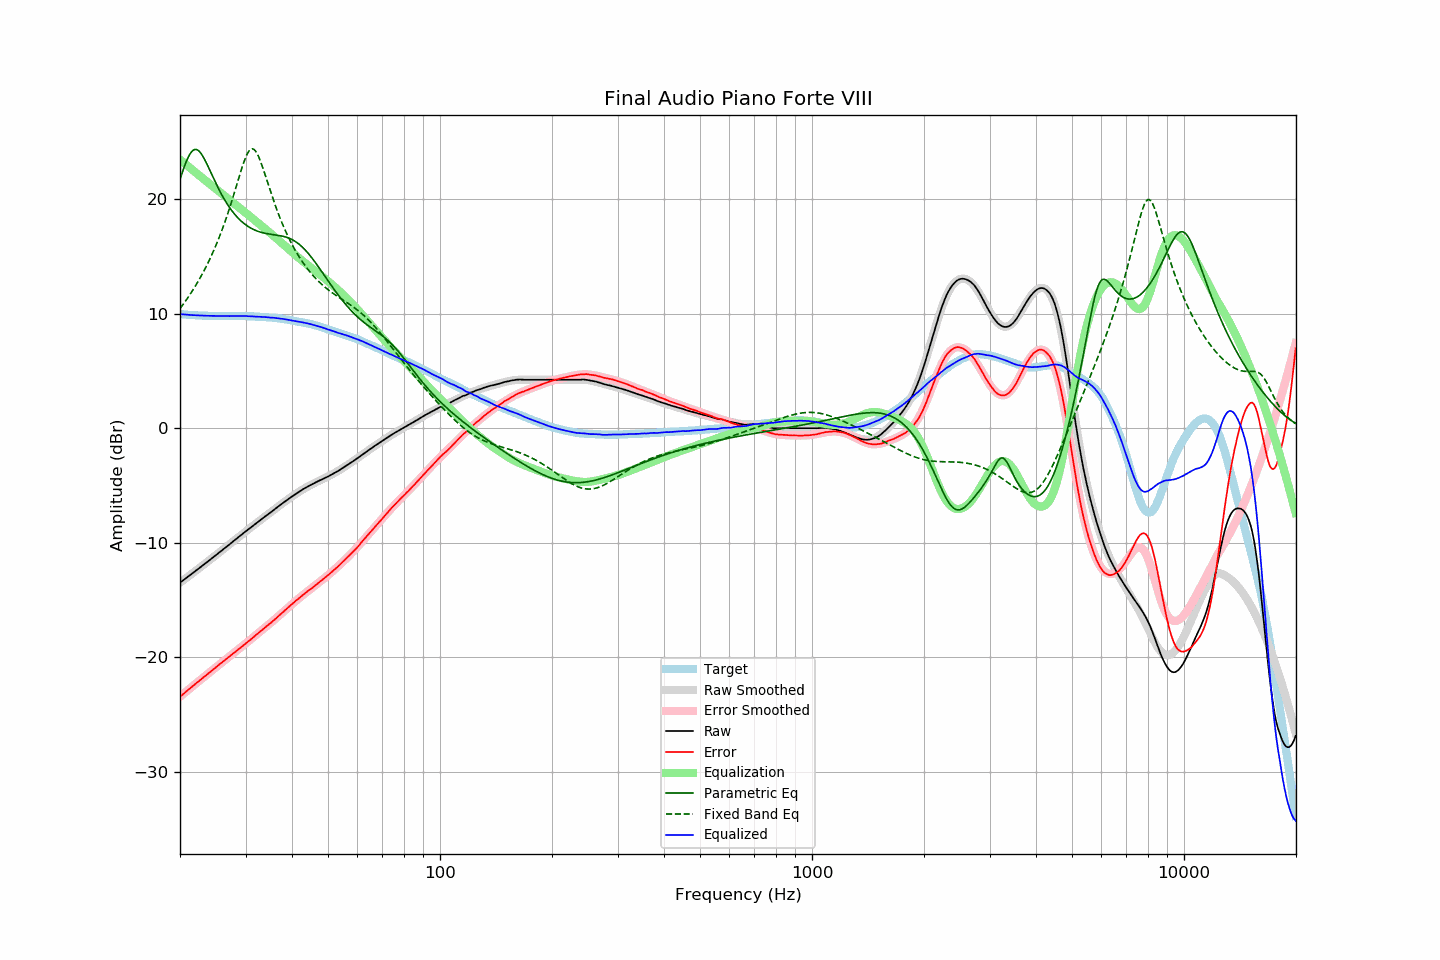 Final Audio Piano Forte VIII
Amplitude (dBr)
20
10
0
−10
−20
−30
Target
Raw Smoothed
Error Smoothed
Raw
Error
Equalization
Parametric Eq
Fixed Band Eq
Equalized
100
1000
10000
Frequency (Hz)